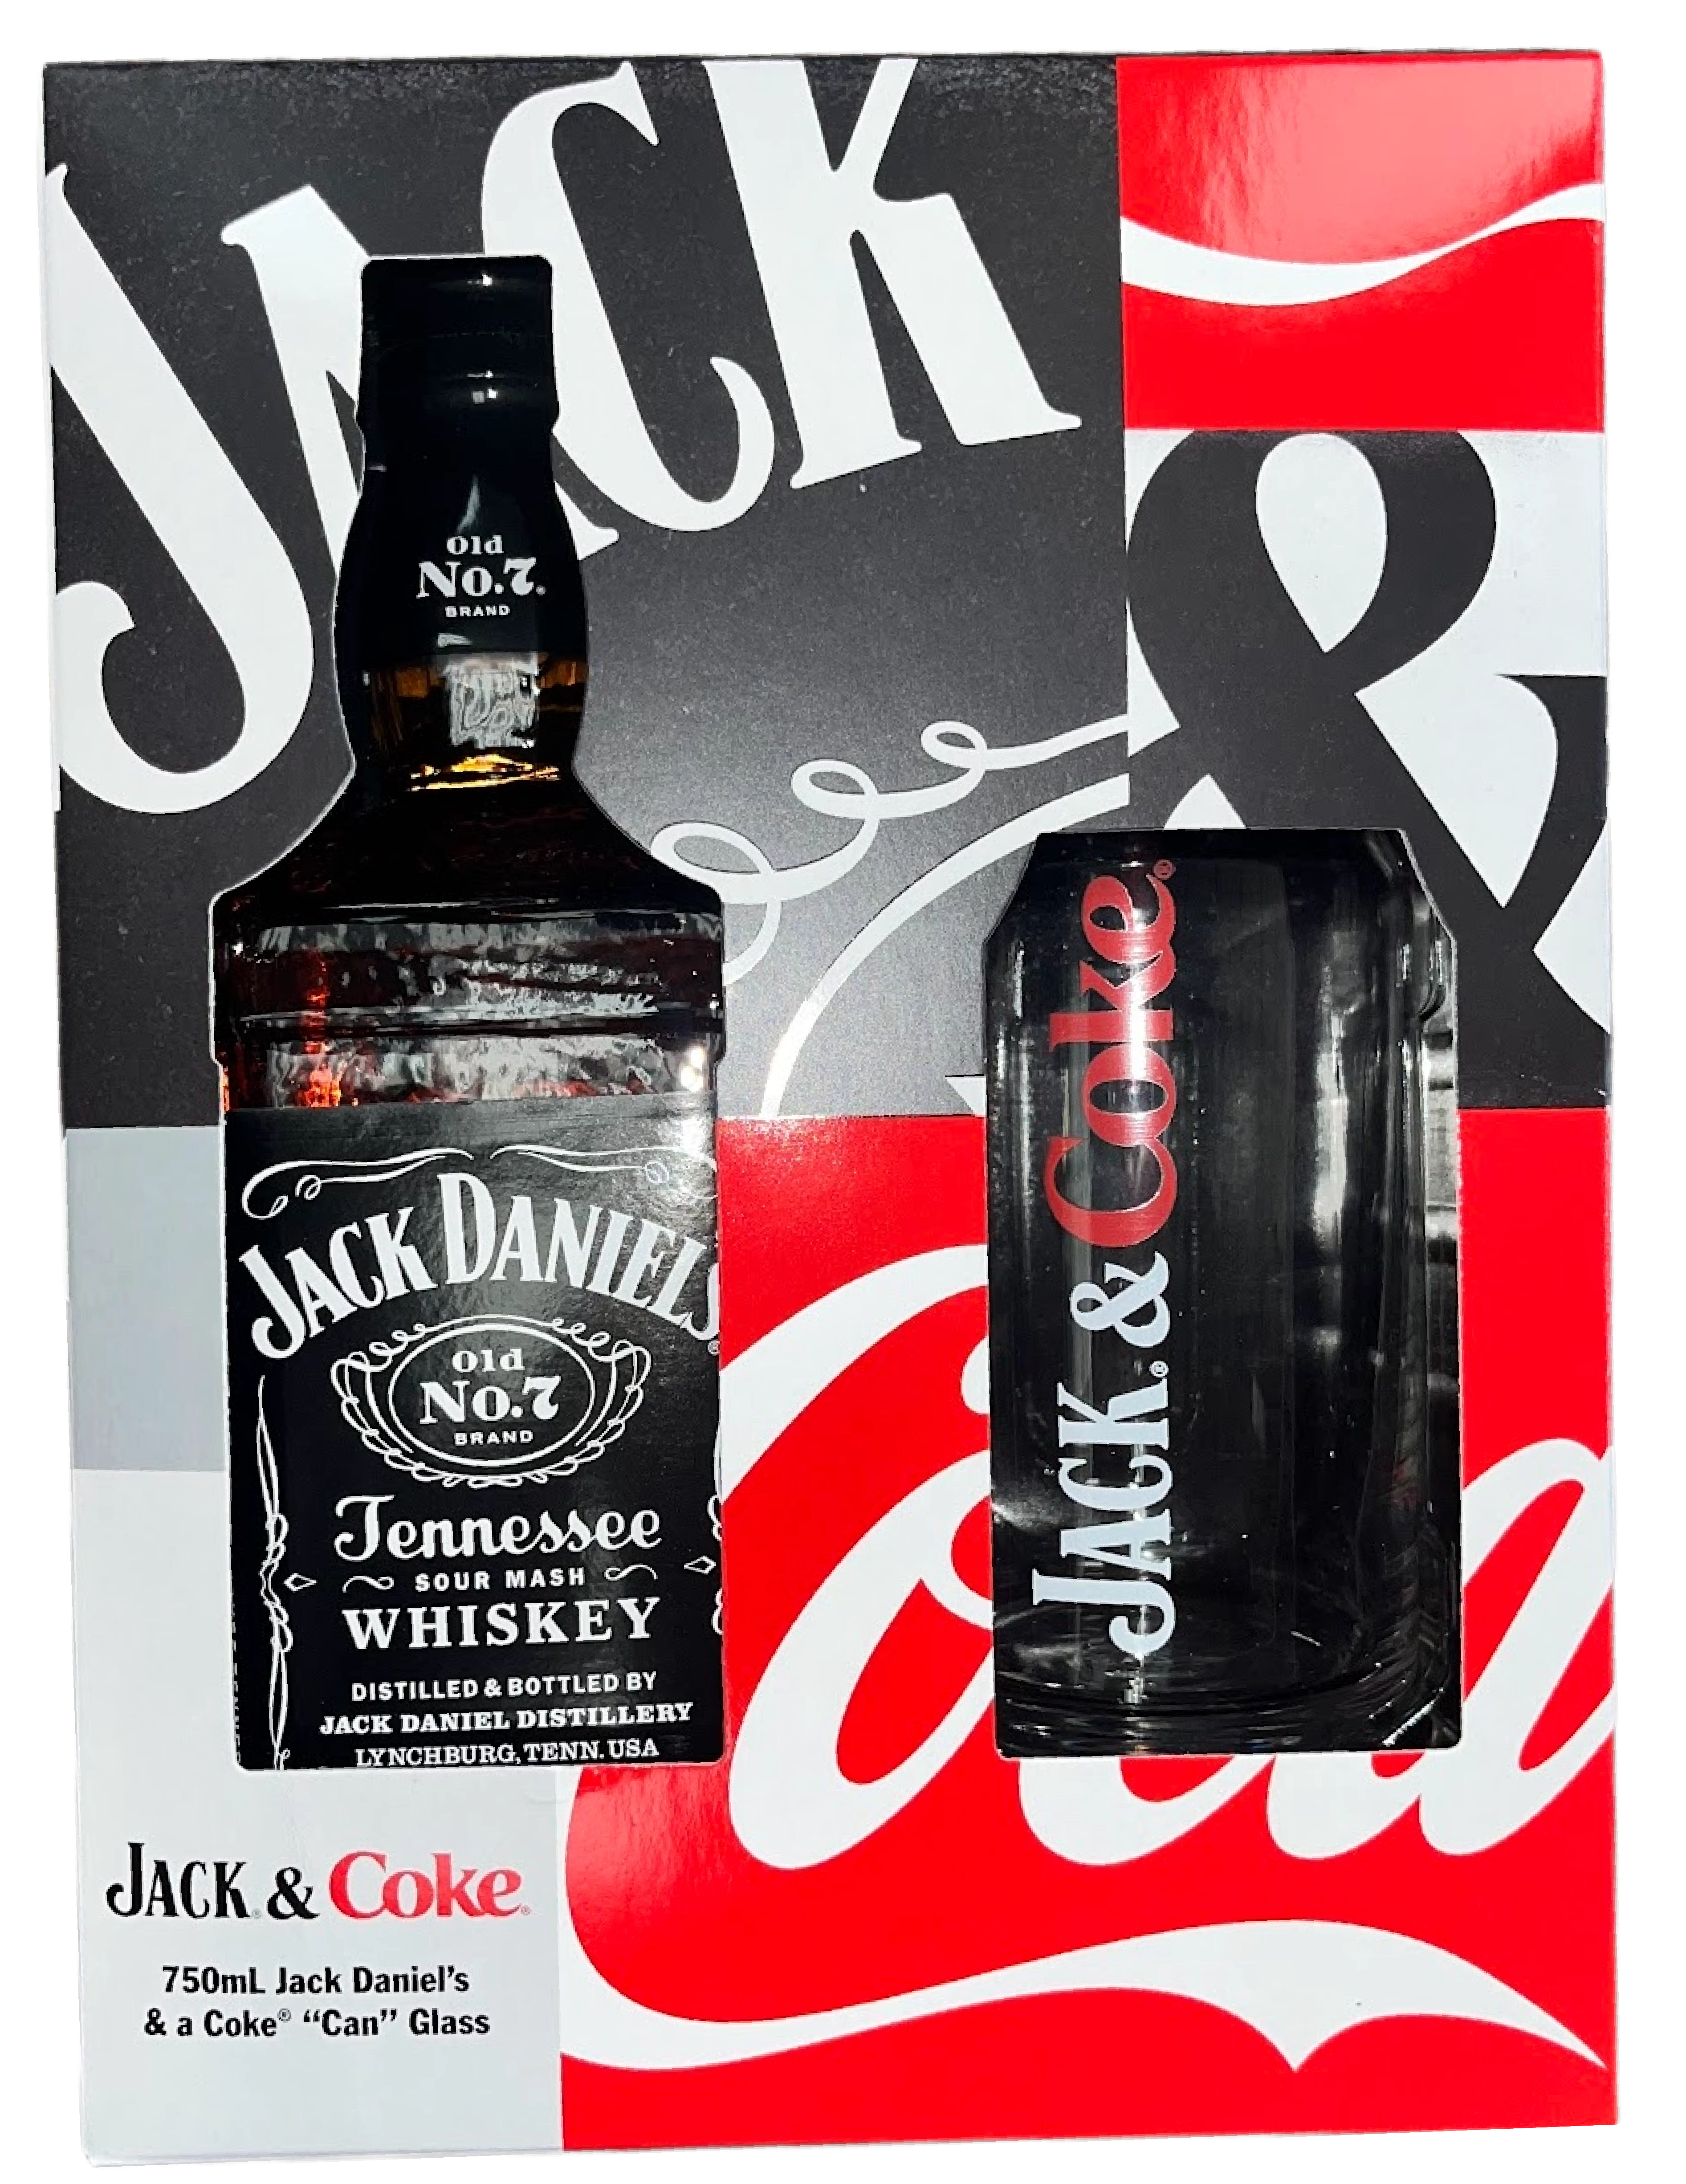 JACK
&
Old
No.7®
BRAND
JACK DANIEL'S
Old
No.7
BRAND
Tennessee
SOUR MASH
WHISKEY
DISTILLED & BOTTLED BY
JACK DANIEL DISTILLERY
LYNCHBURG, TENN. USA
JACK® & Coke®
JACK® & Coke®
750mL Jack Daniel's
& a Coke® “Can” Glass